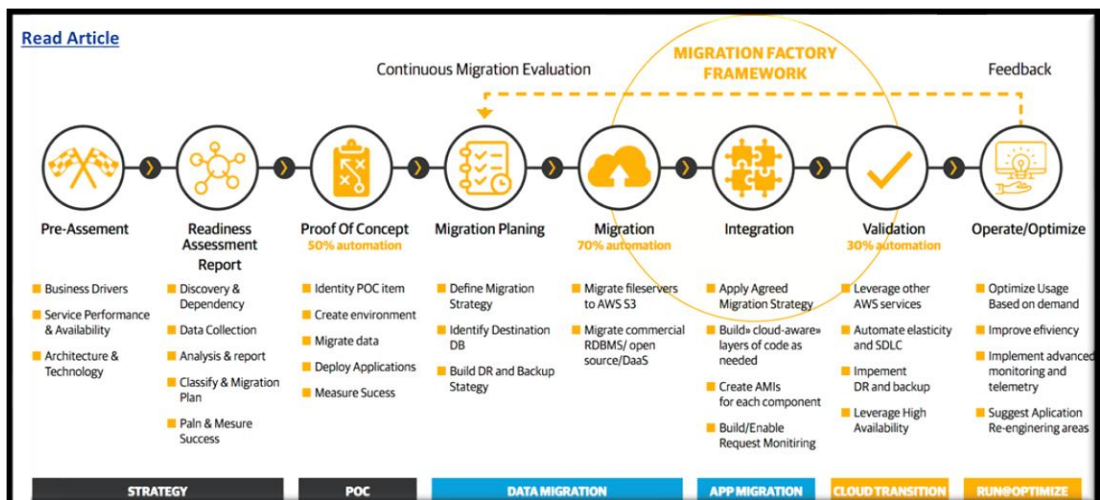 Read Article
MIGRATION FACTORY
FRAMEWORK
Continuous Migration Evaluation
Feedback
Pre-Assement
Readiness
Assessment
Report
Proof Of Concept
50% automation
Migration Planing
Migration
70% automation
Integration
Validation
30% automation
Operate/Optimize
Business Drivers
Service Performance
& Availability
Architecture &
Technology
Discovery &
Dependency
Data Collection
Analysis & report
Classify & Migration
Plan
Paln & Mesure
Success
Identity POC item
Create environment
Migrate data
Deploy Applications
Measure Sucess
Define Migration
Strategy
Identify Destination
DB
Build DR and Backup
Stategy
Migrate fileservers
to AWS S3
Migrate commercial
RDBMS/ open
source/DaaS
Apply Agreed
Migration Strategy
Build» cloud-aware»
layers of code as
needed
Create AMIs
for each component
Build/Enable
Request Monitiring
Leverage other
AWS services
Automate elasticity
and SDLC
Impement
DR and backup
Leverage High
Availability
Optimize Usage
Based on demand
Improve efiviency
Implement advanced
monitoring and
telemetry
Suggest Aplication
Re-enginering areas
STRATEGY
POC
DATA MIGRATION
APP MIGRATION
CLOUD TRANSITION
RUN@OPTIMIZE